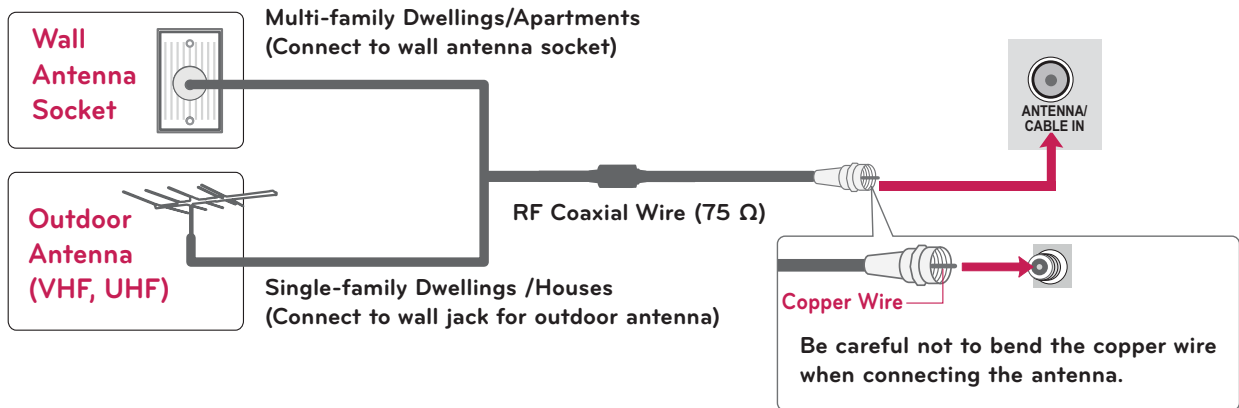 Multi-family Dwellings/Apartments
(Connect to wall antenna socket)
Wall
Antenna
Socket
ANTENNA/
CABLE IN
RF Coaxial Wire (75 Ω)
Outdoor
Antenna
(VHF, UHF)
Single-family Dwellings /Houses
(Connect to wall jack for outdoor antenna)
Copper Wire
Be careful not to bend the copper wire
when connecting the antenna.